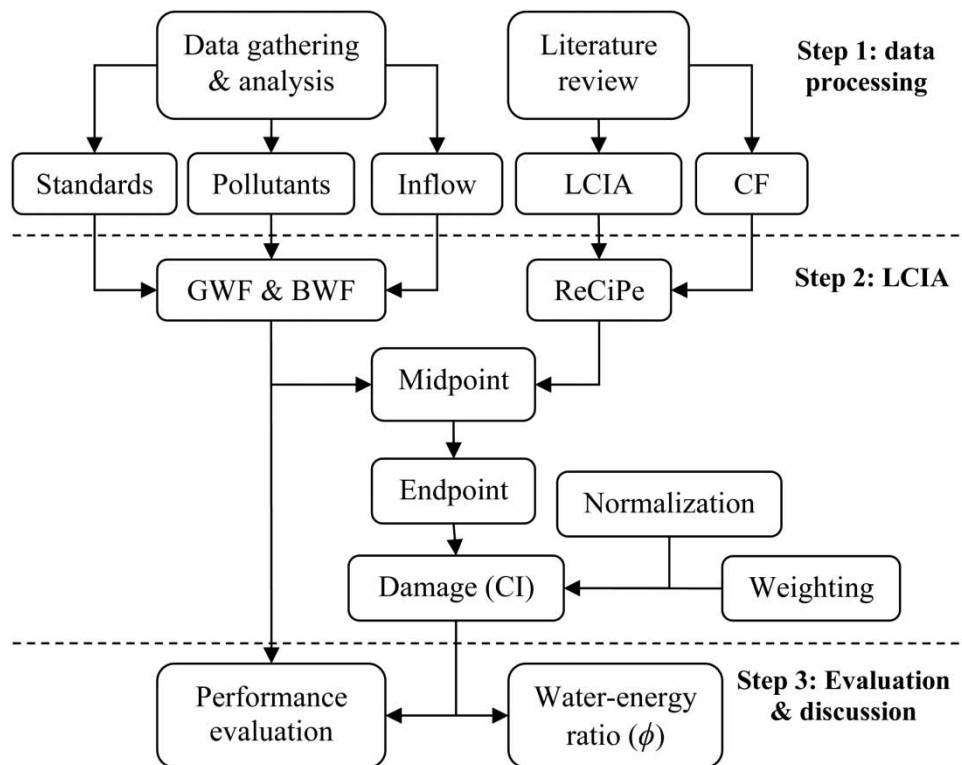 Data gathering
& analysis
Literature
review
Step 1: data
processing
Standards
Pollutants
Inflow
LCIA
CF
GWF & BWF
ReCiPe
Step 2: LCIA
Midpoint
Endpoint
Normalization
Damage (CI)
Weighting
Performance
evaluation
Water-energy
ratio (ϕ)
Step 3: Evaluation
& discussion